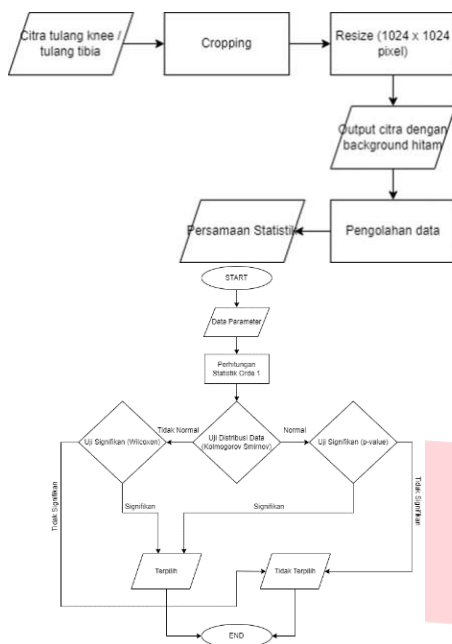 Citra tulang knee /
tulang tibia
Cropping
Resize (1024 x 1024
pixel)
Output citra dengan
background hitam
Pengolahan data
Persamaan Statistik
START
Data Parameter
Perhitungan
Statistik Orde 1
Uji Distribusi Data
(Kolmogorov Smirnov)
Tidak Normal
Normal
Uji Signifikan (Wilcoxon)
Uji Signifikan (p-value)
Tidak Signifikan
Signifikan
Signifikan
Tidak Signifikan
Terpilih
Tidak Terpilih
END